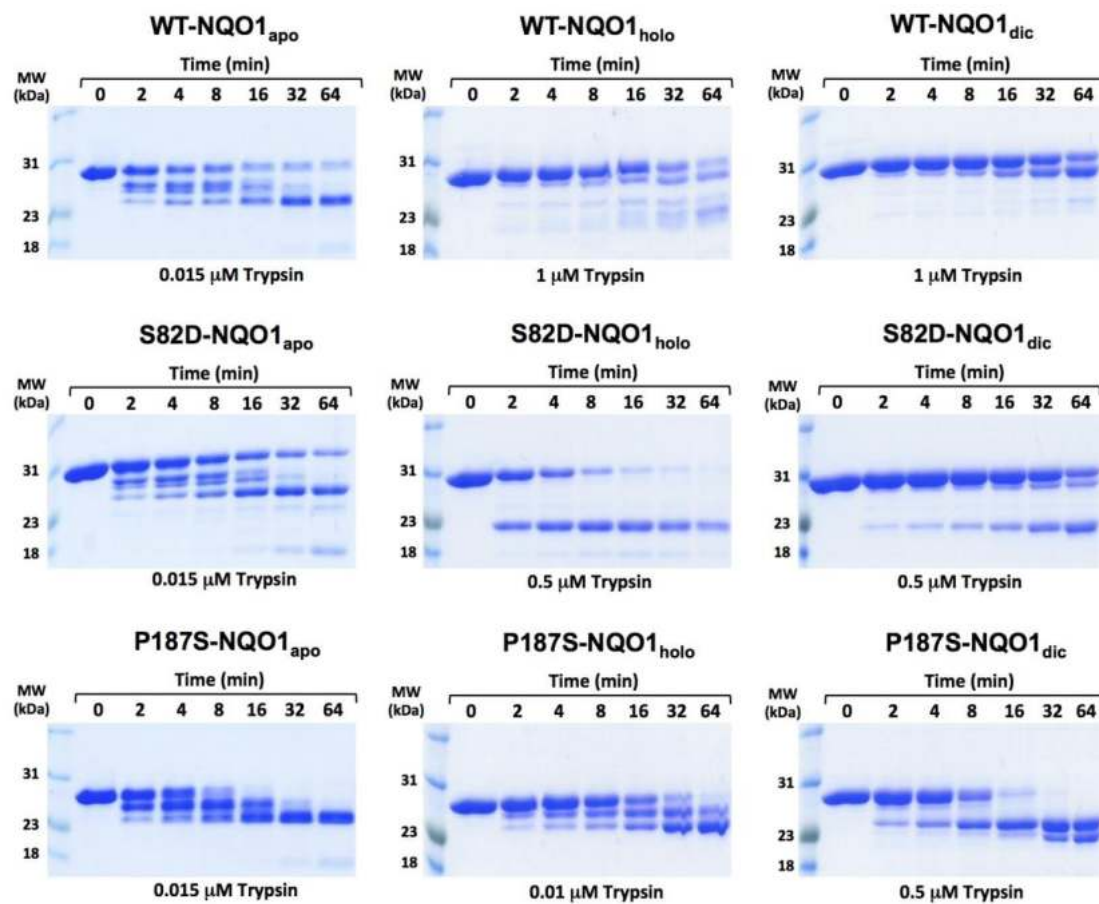 WT-NQO1apo
Time (min)
MW
(kDa)
0 2 4 8 16 32 64
31
23
18
0.015 μM Trypsin
WT-NQO1holo
Time (min)
MW
(kDa)
0 2 4 8 16 32 64
31
23
18
1 μM Trypsin
WT-NQO1dic
Time (min)
MW
(kDa)
0 2 4 8 16 32 64
31
23
18
1 μM Trypsin
S82D-NQO1apo
Time (min)
MW
(kDa)
0 2 4 8 16 32 64
31
23
18
0.015 μM Trypsin
S82D-NQO1holo
Time (min)
MW
(kDa)
0 2 4 8 16 32 64
31
23
18
0.5 μM Trypsin
S82D-NQO1dic
Time (min)
MW
(kDa)
0 2 4 8 16 32 64
31
23
18
0.5 μM Trypsin
P187S-NQO1apo
Time (min)
MW
(kDa)
0 2 4 8 16 32 64
31
23
18
0.015 μM Trypsin
P187S-NQO1holo
Time (min)
MW
(kDa)
0 2 4 8 16 32 64
31
23
18
0.01 μM Trypsin
P187S-NQO1dic
Time (min)
MW
(kDa)
0 2 4 8 16 32 64
31
23
18
0.5 μM Trypsin